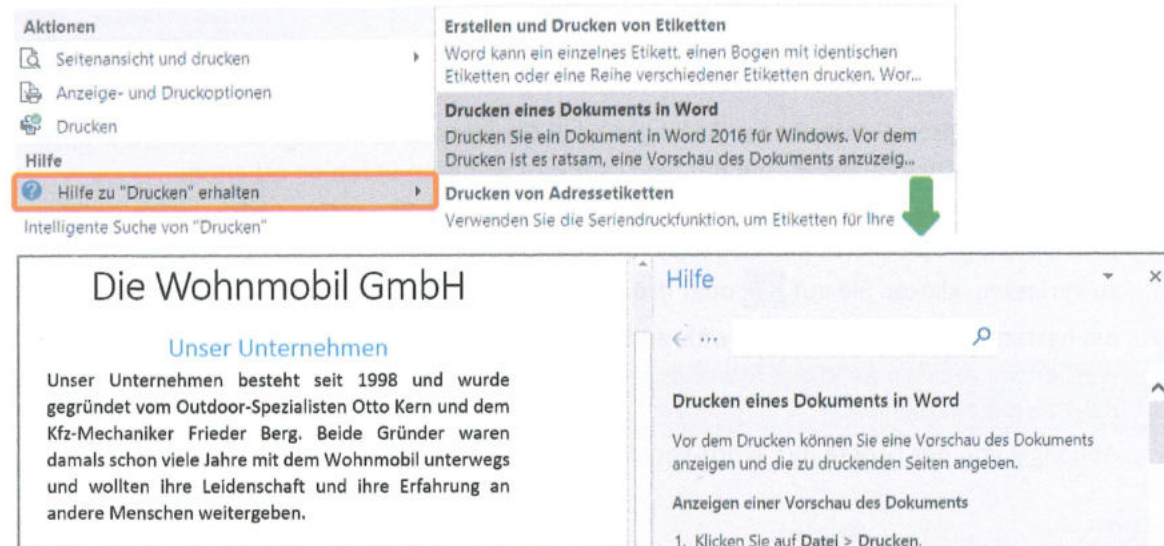 Aktionen
Seitenansicht und drucken
Anzeige- und Druckoptionen
Drucken
Hilfe
Hilfe zu "Drucken" erhalten
Intelligente Suche von "Drucken"
Erstellen und Drucken von Etiketten
Word kann ein einzelnes Etikett, einen Bogen mit identischen
Etiketten oder eine Reihe verschiedener Etiketten drucken. Wor...
Drucken eines Dokuments in Word
Drucken Sie ein Dokument in Word 2016 für Windows. Vor dem
Drucken ist es ratsam, eine Vorschau des Dokuments anzuzeig...
Drucken von Adressetiketten
Verwenden Sie die Seriendruckfunktion, um Etiketten für Ihre
Die Wohnmobil GmbH
Unser Unternehmen
Unser Unternehmen besteht seit 1998 und wurde
gegründet vom Outdoor-Spezialisten Otto Kern und dem
Kfz-Mechaniker Frieder Berg. Beide Gründer waren
damals schon viele Jahre mit dem Wohnmobil unterwegs
und wollten ihre Leidenschaft und ihre Erfahrung an
andere Menschen weitergeben.
Hilfe
Drucken eines Dokuments in Word
Vor dem Drucken können Sie eine Vorschau des Dokuments
anzeigen und die zu druckenden Seiten angeben.
Anzeigen einer Vorschau des Dokuments
1. Klicken Sie auf Datei > Drucken.